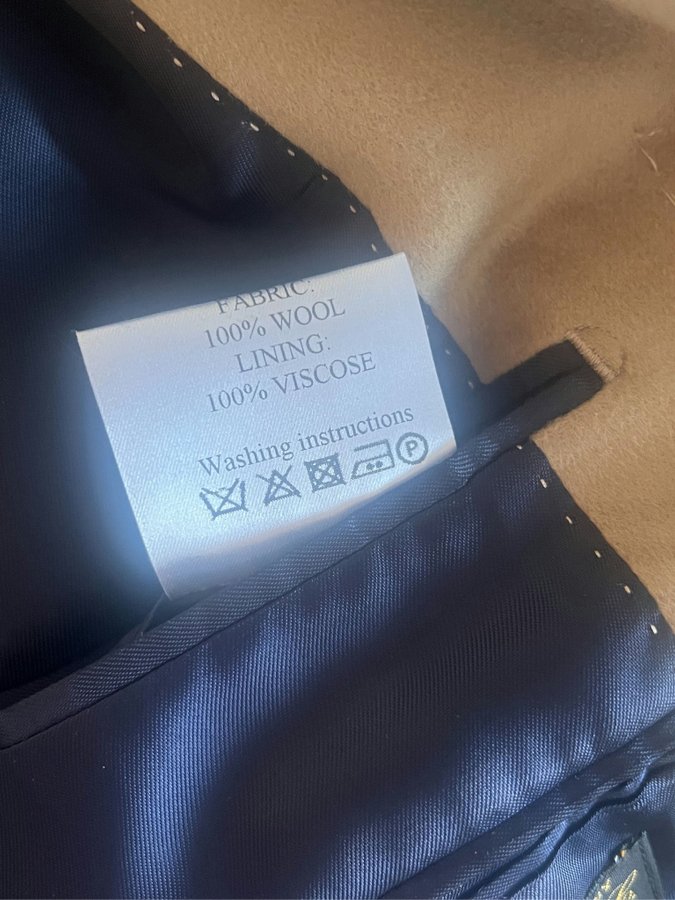 FABRIC:
100% WOOL
LINING:
100% VISCOSE
Washing instructions
P